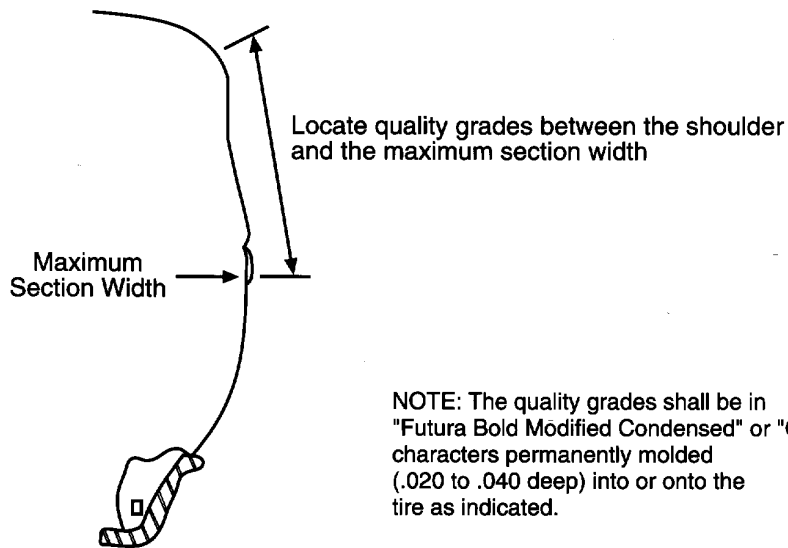 Locate quality grades between the shoulder
and the maximum section width
Maximum
Section Width
NOTE: The quality grades shall be in
"Futura Bold Modified Condensed" or "
characters permanently molded
(.020 to .040 deep) into or onto the
tire as indicated.